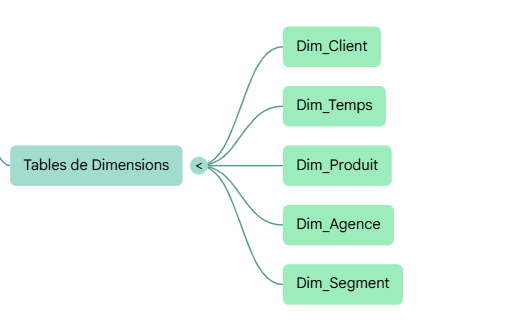 Dim_Client
Dim_Temps
Tables de Dimensions
<
Dim_Produit
Dim_Agence
Dim_Segment